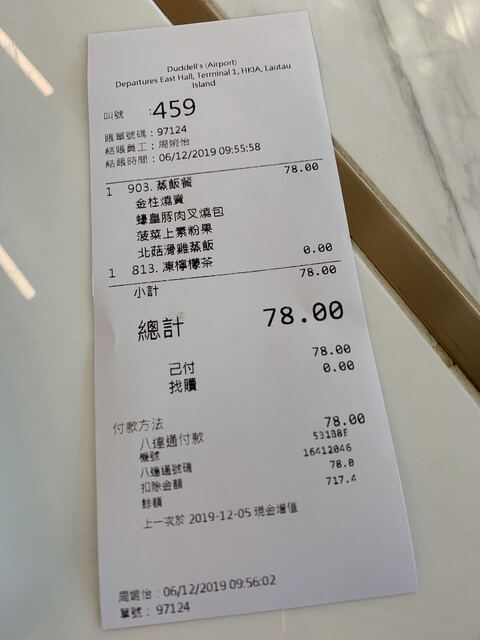 Duddell's (Airport)
Departures East Hall, Terminal 1, HKIA, Lautau
Island
叫號 :459
賬單號碼：97124
結賬員工：周婉怡
結賬時間：06/12/2019 09:55:58
1 903. 蒸飯餐 78.00
金柱燒賣
蠔皇豚肉叉燒包
菠菜上素粉果
北菇滑雞蒸飯
1 813. 凍檸檬茶 0.00
小計 78.00
總計 78.00
己付 78.00
找贖 0.00
付款方法
八達通付款 78.00
機號 531B8F
八達通號碼 16412046
扣除金額 78.0
餘額 717.4
上一次於 2019-12-05 現金增值
周婉怡：06/12/2019 09:56:02
單號：97124